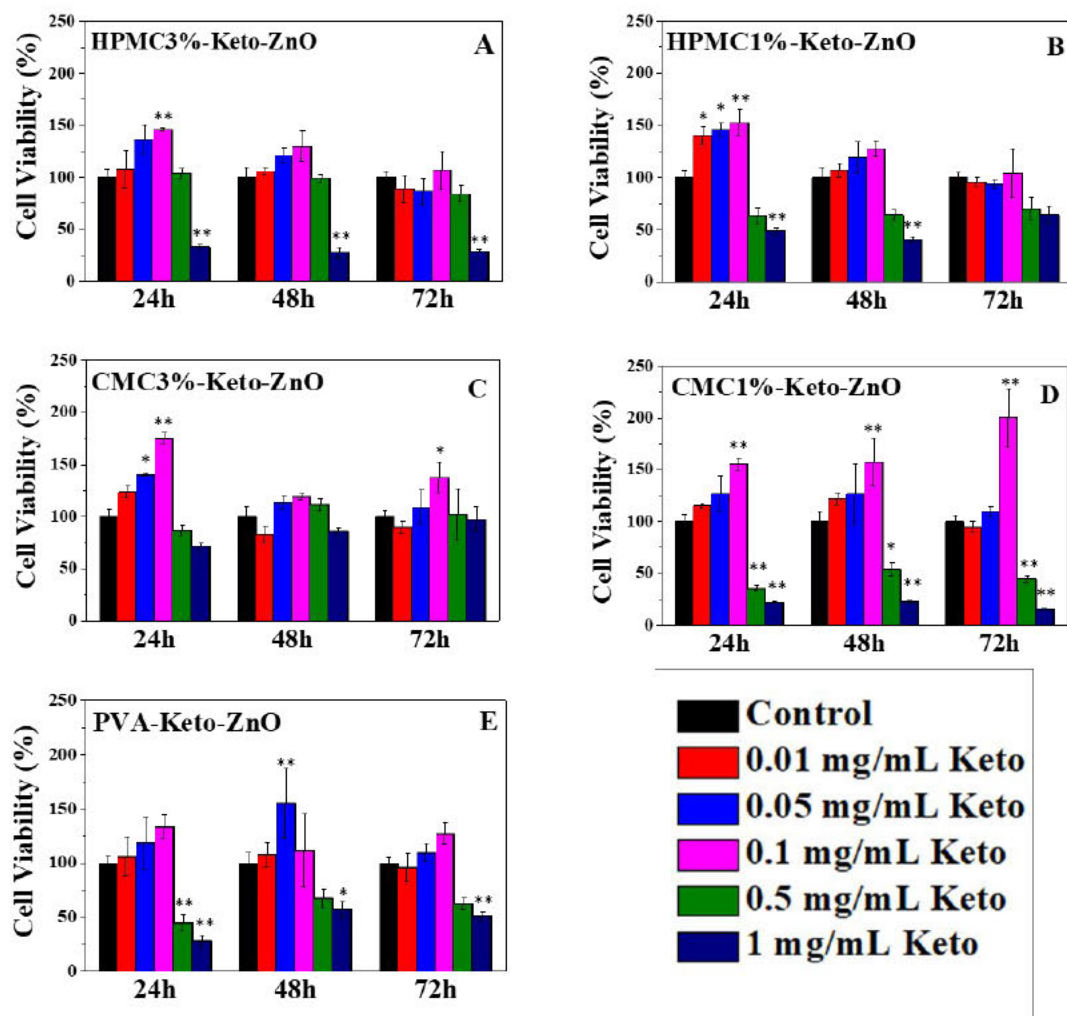 HPMC3%-Keto-ZnO
A
Cell Viability (%)
250
200
150
100
50
0
**
**
**
**
24h
48h
72h
HPMC1%-Keto-ZnO
B
Cell Viability (%)
250
200
150
100
50
0
*
*
**
**
**
24h
48h
72h
CMC3%-Keto-ZnO
C
Cell Viability (%)
250
200
150
100
50
0
*
**
*
24h
48h
72h
CMC1%-Keto-ZnO
D
Cell Viability (%)
250
200
150
100
50
0
**
**
**
**
*
**
**
**
24h
48h
72h
PVA-Keto-ZnO
E
Cell Viability (%)
250
200
150
100
50
0
**
**
**
*
**
24h
48h
72h
Control
0.01 mg/mL Keto
0.05 mg/mL Keto
0.1 mg/mL Keto
0.5 mg/mL Keto
1 mg/mL Keto